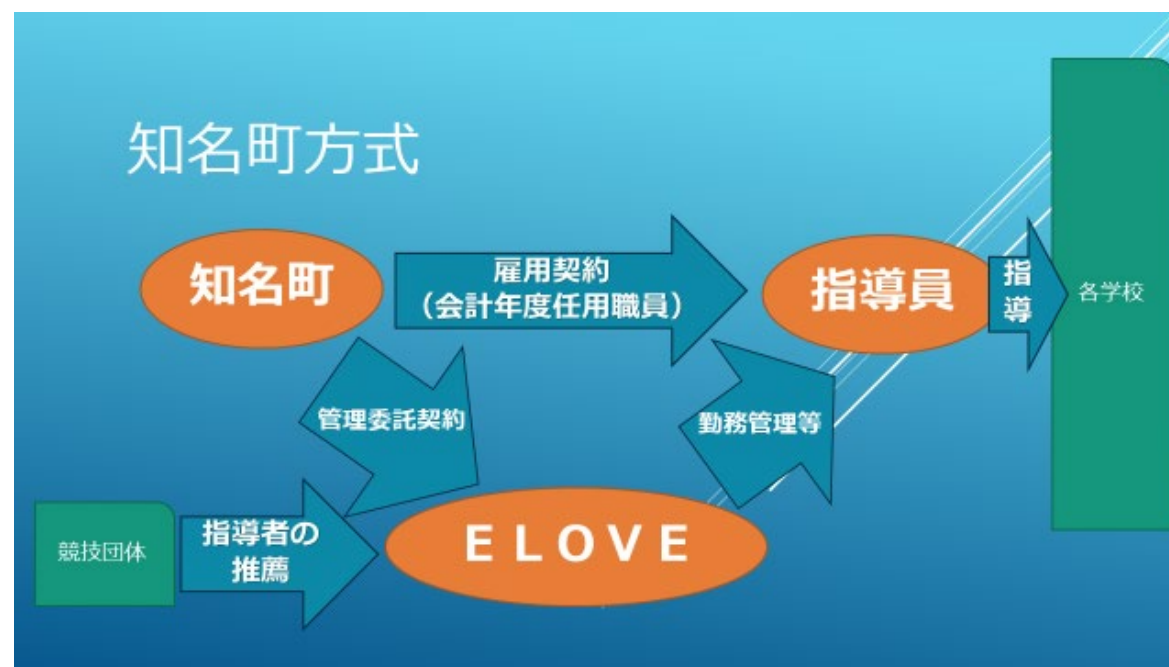 知名町方式
知名町
雇用契約
（会計年度任用職員）
指導員
指
導
各学校
管理委託契約
勤務管理等
競技団体
指導者の
推薦
ＥＬＯＶＥ